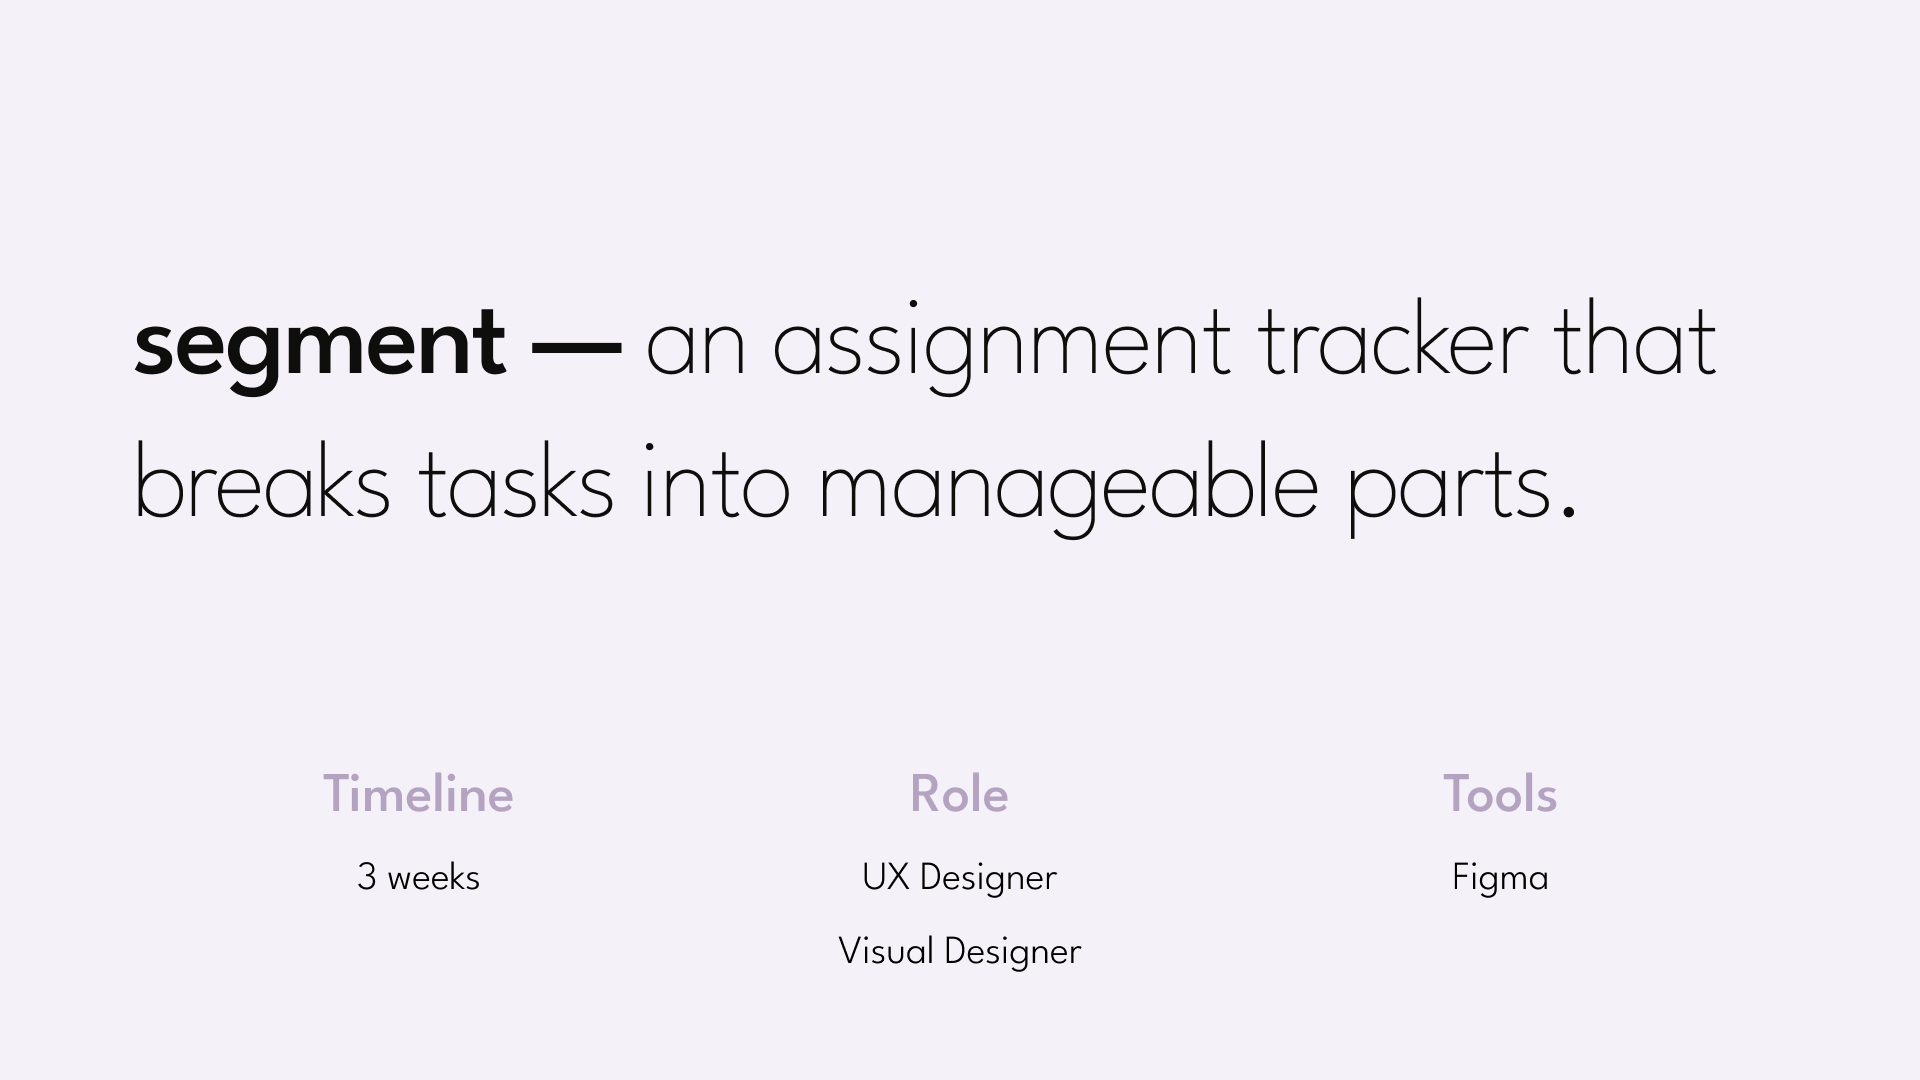 segment — an assignment tracker that
breaks tasks into manageable parts.
Timeline
3 weeks
Role
UX Designer
Visual Designer
Tools
Figma